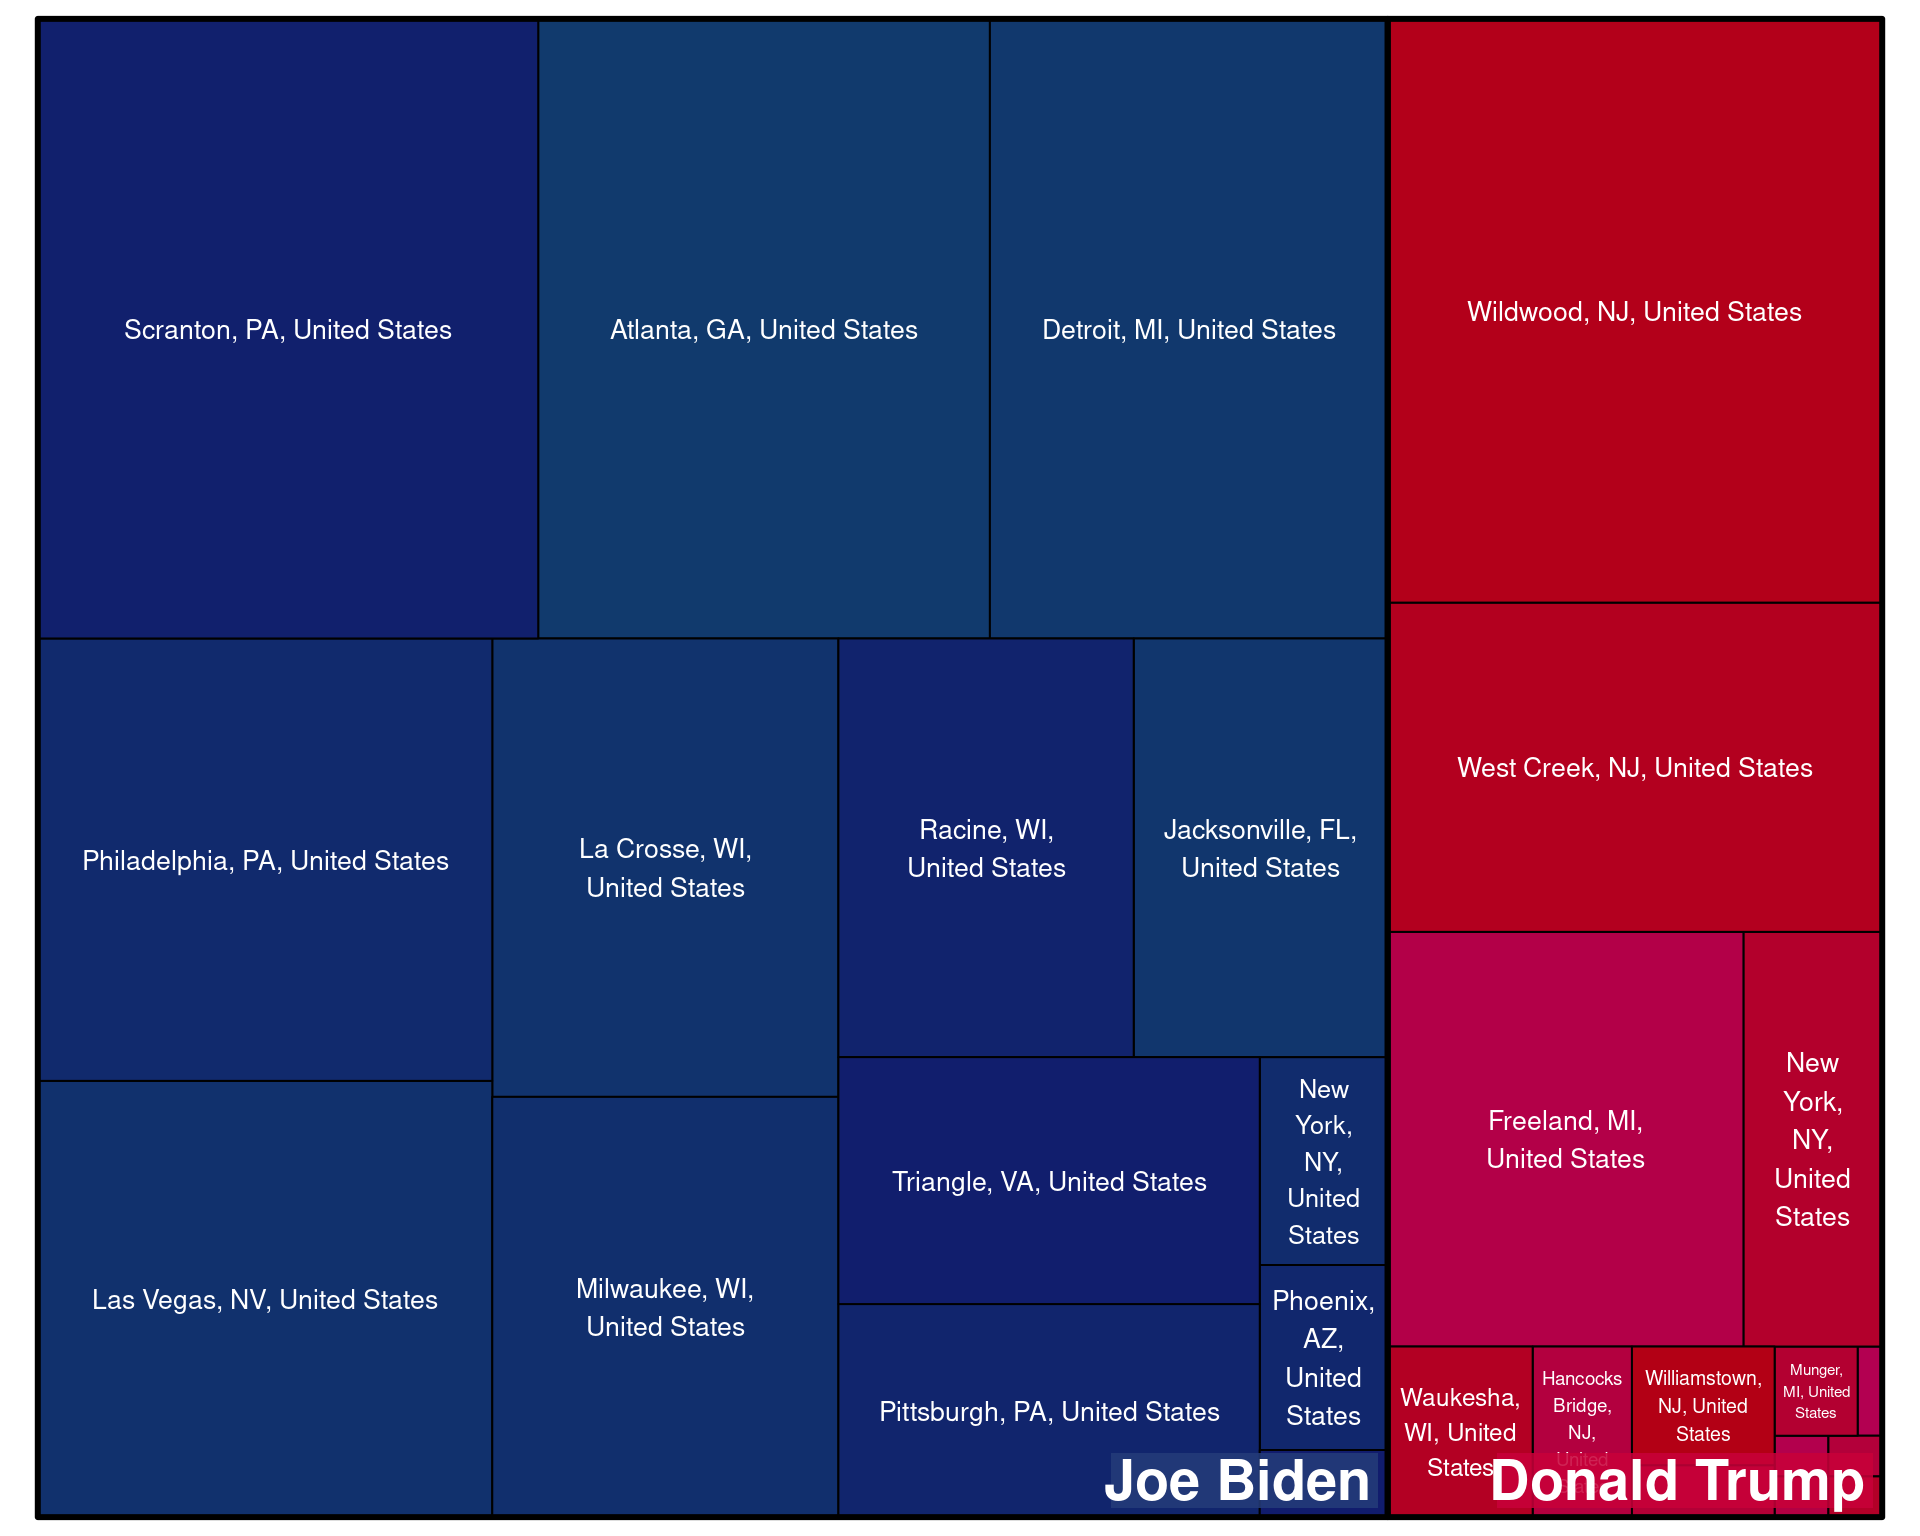 Scranton, PA, United States
Atlanta, GA, United States
Detroit, MI, United States
Wildwood, NJ, United States
Philadelphia, PA, United States
La Crosse, WI,
United States
Racine, WI,
United States
Jacksonville, FL,
United States
West Creek, NJ, United States
Las Vegas, NV, United States
Milwaukee, WI,
United States
Triangle, VA, United States
Pittsburgh, PA, United States
New
York,
NY,
United
States
Phoenix,
AZ,
United
States
Freeland, MI,
United States
New
York,
NY,
United
States
Waukesha,
WI, United
States
Hancocks
Bridge,
NJ,
United
Williamstown,
NJ, United
States
Munger,
MI, United
States
Joe Biden
Donald Trump